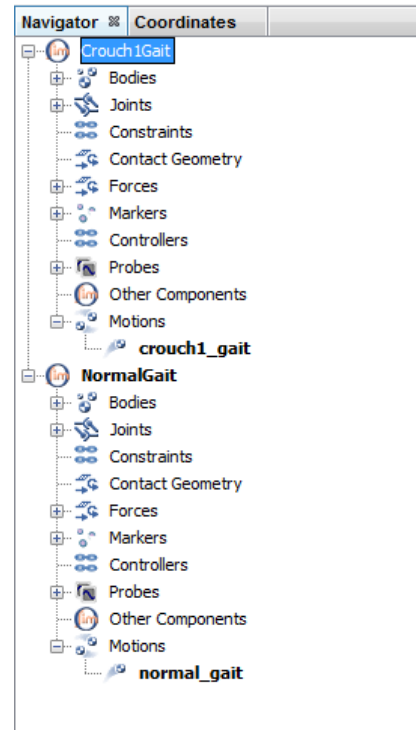 Navigator Coordinates
Crouch1Gait
Bodies
Joints
Constraints
Contact Geometry
Forces
Markers
Controllers
Probes
Other Components
Motions
crouch1_gait
NormalGait
Bodies
Joints
Constraints
Contact Geometry
Forces
Markers
Controllers
Probes
Other Components
Motions
normal_gait